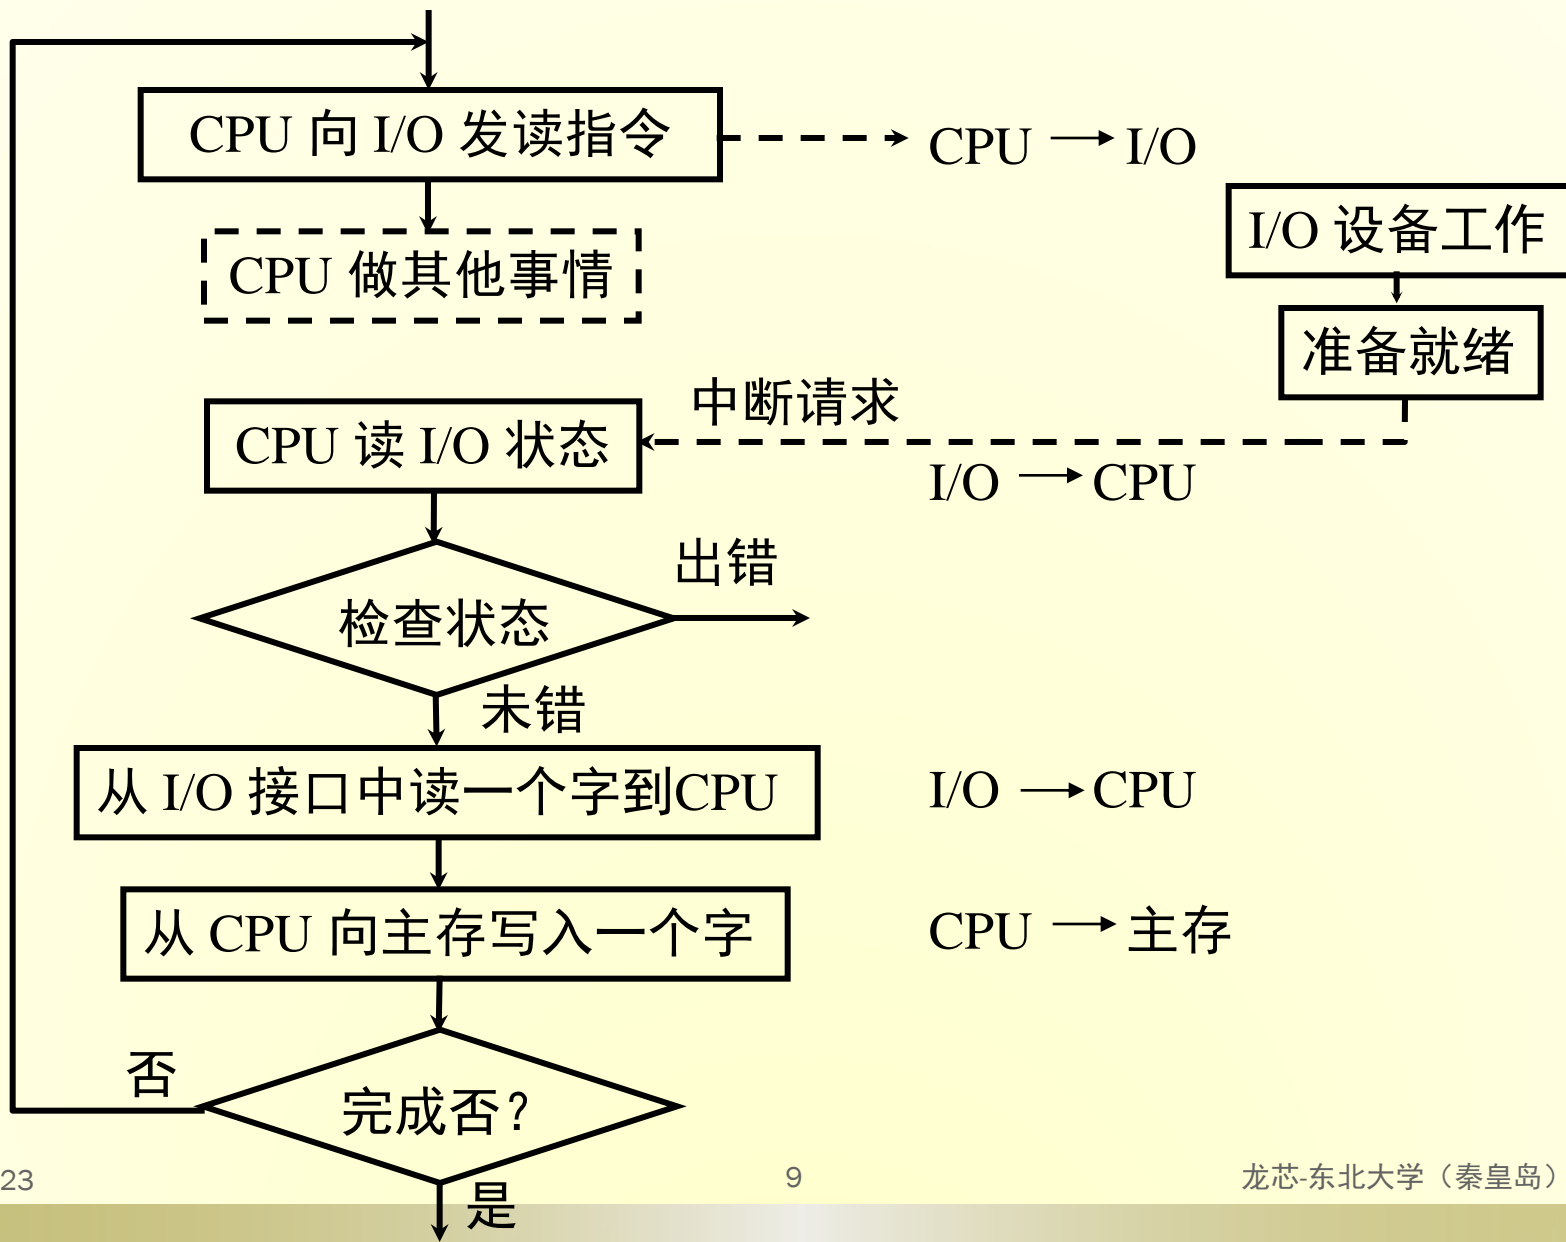 CPU 向 I/O 发读指令
CPU → I/O
I/O 设备工作
CPU 做其他事情
准备就绪
中断请求
CPU 读 I/O 状态
I/O → CPU
出错
检查状态
未错
从 I/O 接口中读一个字到CPU
I/O → CPU
从 CPU 向主存写入一个字
CPU → 主存
否
完成否?
是
23
9
龙芯-东北大学（秦皇岛）